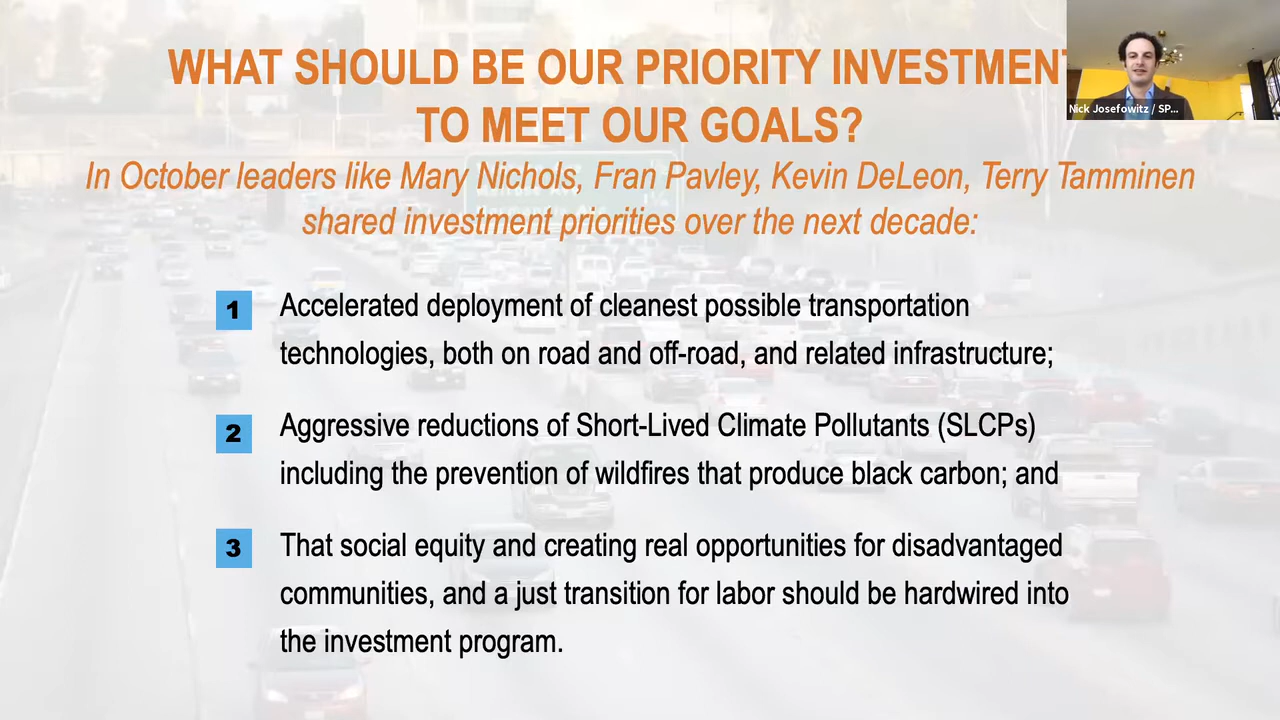 WHAT SHOULD BE OUR PRIORITY INVESTMENT
TO MEET OUR GOALS?
In October leaders like Mary Nichols, Fran Pavley, Kevin DeLeon, Terry Tamminen
shared investment priorities over the next decade:
1 Accelerated deployment of cleanest possible transportation
technologies, both on road and off-road, and related infrastructure;
2 Aggressive reductions of Short-Lived Climate Pollutants (SLCPs)
including the prevention of wildfires that produce black carbon; and
3 That social equity and creating real opportunities for disadvantaged
communities, and a just transition for labor should be hardwired into
the investment program.
Nick Josefowitz / SP...